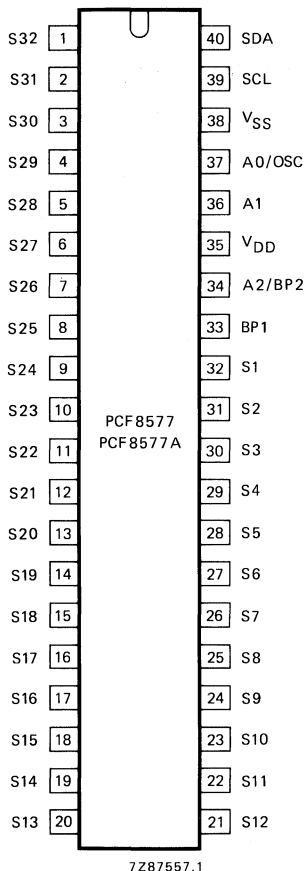 S32 1 40 SDA
S31 2 39 SCL
S30 3 38 VSS
S29 4 37 A0/OSC
S28 5 36 A1
S27 6 35 VDD
S26 7 34 A2/BP2
S25 8 33 BP1
S24 9 32 S1
S23 10 31 S2
PCF8577
PCF8577A
S22 11 30 S3
S21 12 29 S4
S20 13 28 S5
S19 14 27 S6
S18 15 26 S7
S17 16 25 S8
S16 17 24 S9
S15 18 23 S10
S14 19 22 S11
S13 20 21 S12
7Z87557.1